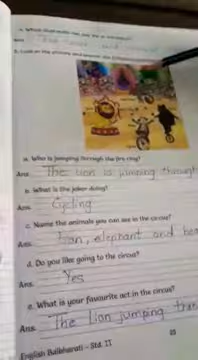 a. Who is jumping through the fire ring?
Ans. The lion is jumping through
b. What is the joker doing?
Ans. Cycling
c. Name the animals you can see in the circus?
Ans. Lion, elephant and bea
d. Do you like going to the circus?
Ans. Yes
e. What is your favourite act in the circus?
Ans. The Lion jumping thr
English Balbharati - Std. II